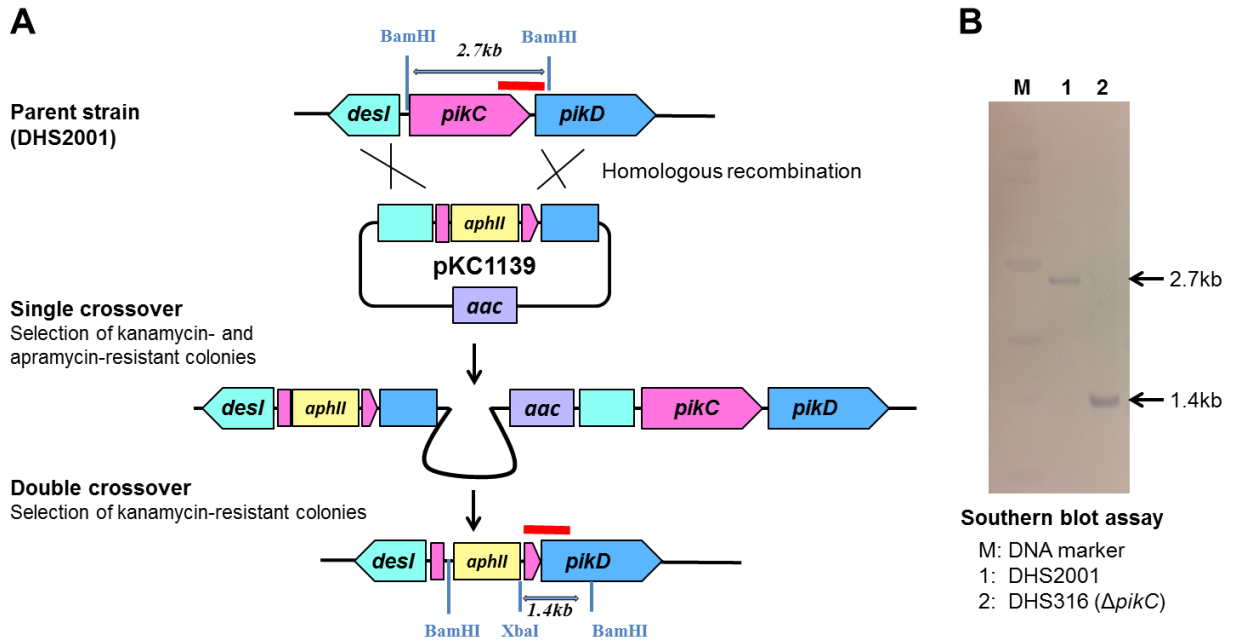 A
BamHI
BamHI
2.7kb
Parent strain
(DHS2001)
desI
pikC
pikD
Homologous recombination
aphII
pKC1139
aac
Single crossover
Selection of kanamycin- and
apramycin-resistant colonies
desI
aphII
aac
pikC
pikD
Double crossover
Selection of kanamycin-resistant colonies
desI
aphII
pikD
1.4kb
BamHI
XbaI
BamHI
B
M 1 2
2.7kb
1.4kb
Southern blot assay
M: DNA marker
1: DHS2001
2: DHS316 (ΔpikC)